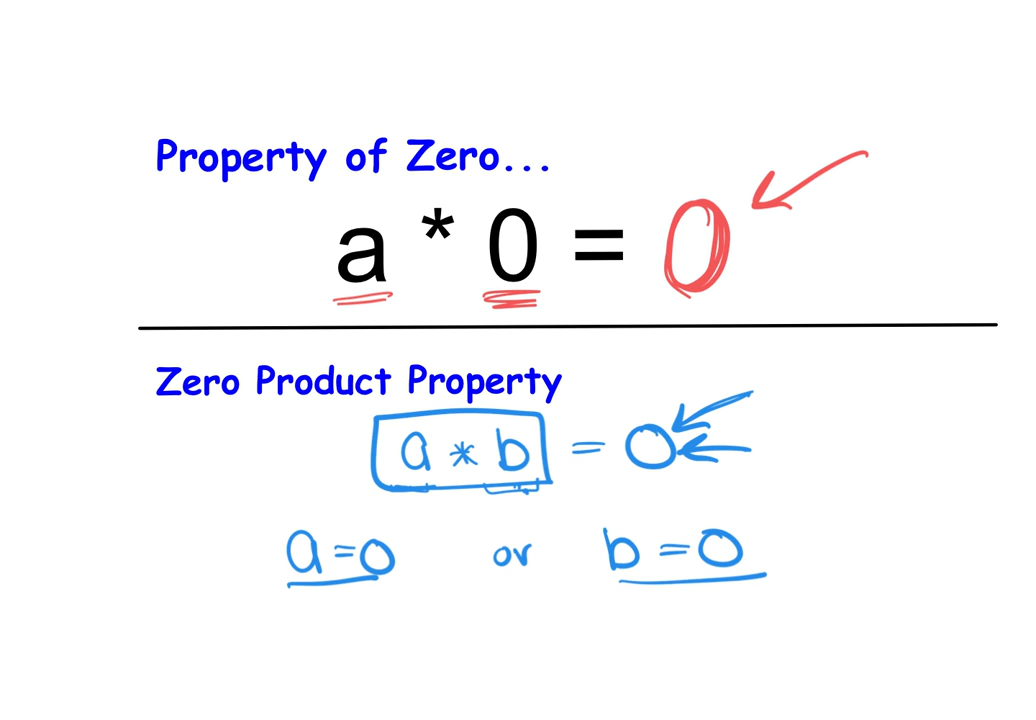 Property of Zero...
a * 0 = 0
Zero Product Property
a * b = 0
a = 0 or b = 0